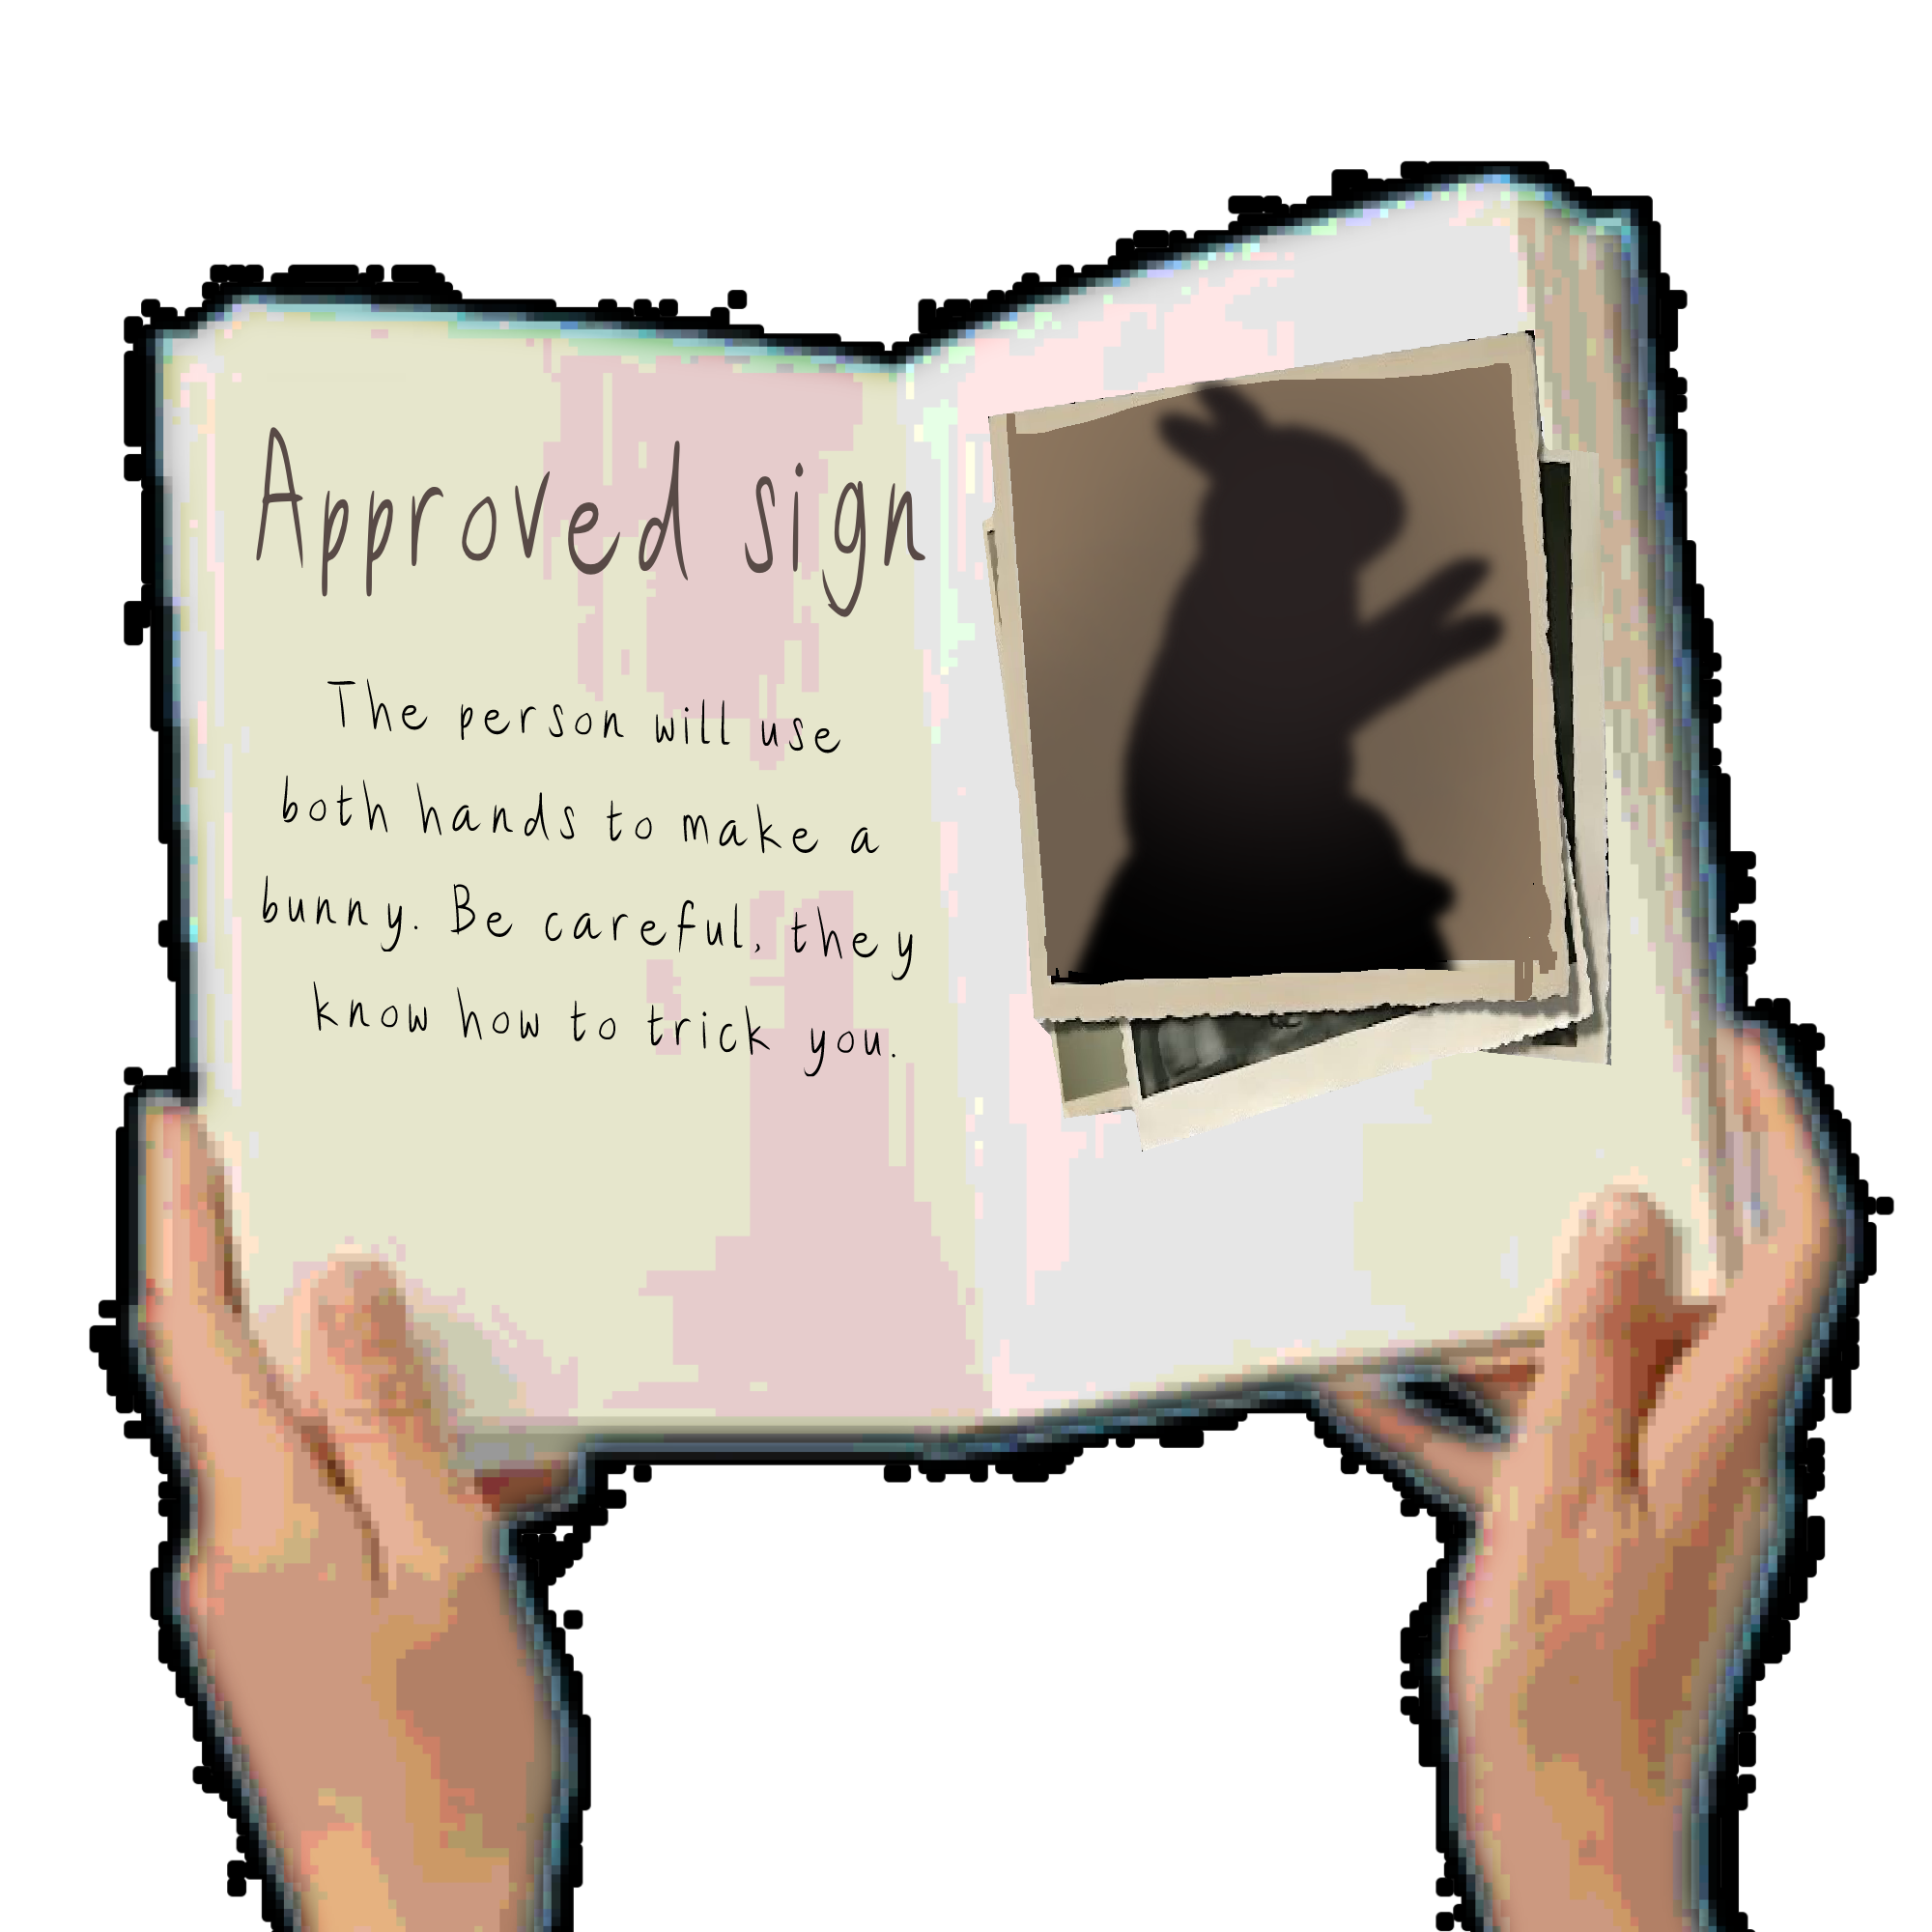 Approved sign
The person will use
both hands to make a
bunny. Be careful, they
know how to trick you.